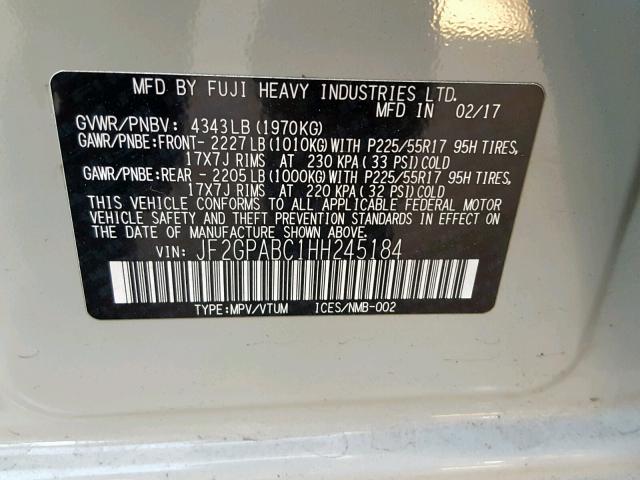 MFD BY FUJI HEAVY INDUSTRIES LTD.
MFD IN 02/17
GVWR/PNBV: 4343LB(1970KG)
GAWR/PNBE:FRONT- 2227LB(1010KG)WITH P225/55R17 95H TIRES,
17X7J RIMS AT 230 KPA(33 PSI)COLD
GAWR/PNBE:REAR - 2205LB(1000KG)WITH P225/55R17 95H TIRES,
17X7J RIMS AT 220 KPA(32 PSI)COLD
THIS VEHICLE CONFORMS TO ALL APPLICABLE FEDERAL MOTOR
VEHICLE SAFETY AND THEFT PREVENTION STANDARDS IN EFFECT ON
THE DATE OF MANUFACTURE SHOWN ABOVE.
VIN: JF2GPABC1HH245184
TYPE:MPV/VTUM ICES/NMB-002